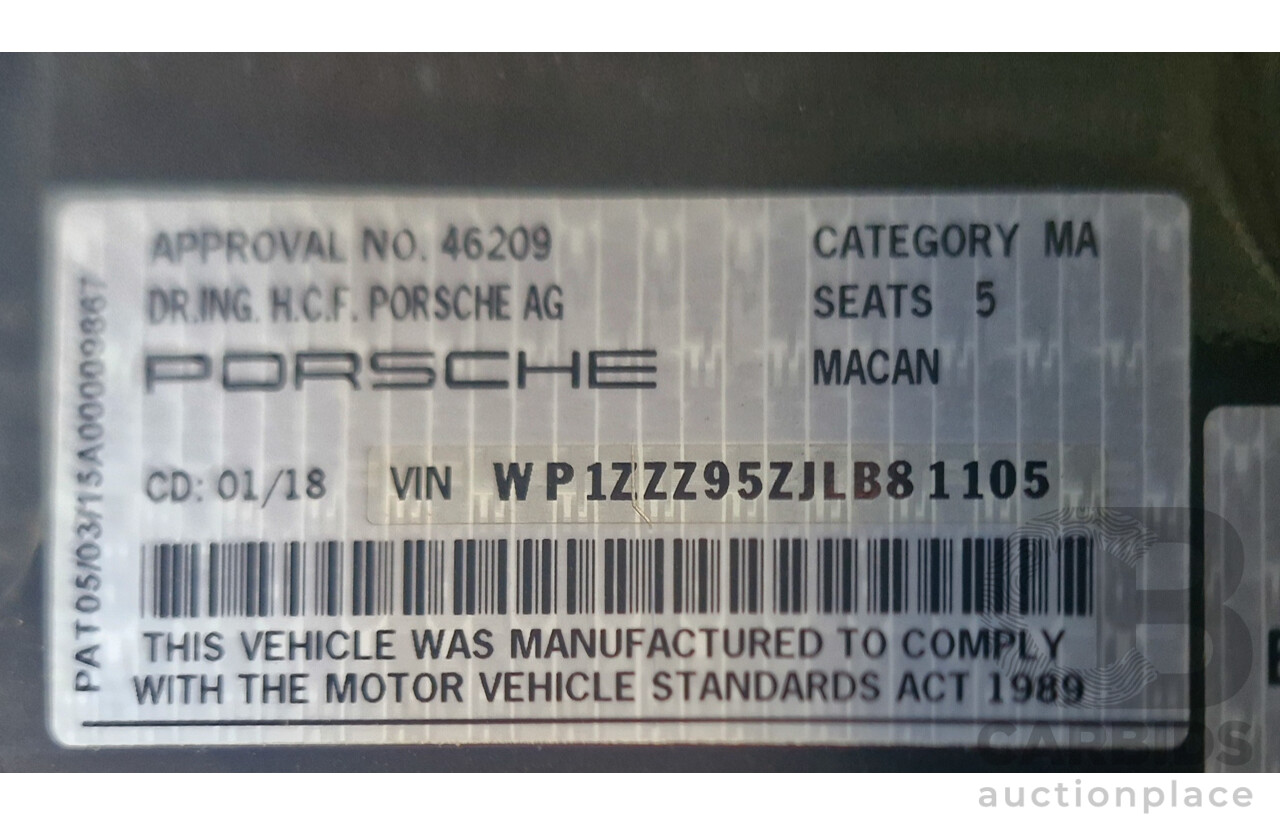 APPROVAL NO. 46209 CATEGORY MA
DR.ING. H.C.F. PORSCHE AG SEATS 5
PORSCHE MACAN
CD: 01/18 VIN WP1ZZZ95ZJLB81105
THIS VEHICLE WAS MANUFACTURED TO COMPLY
WITH THE MOTOR VEHICLE STANDARDS ACT 1989
PAT05/03/15A0009867
CARBIDS
auctionplace